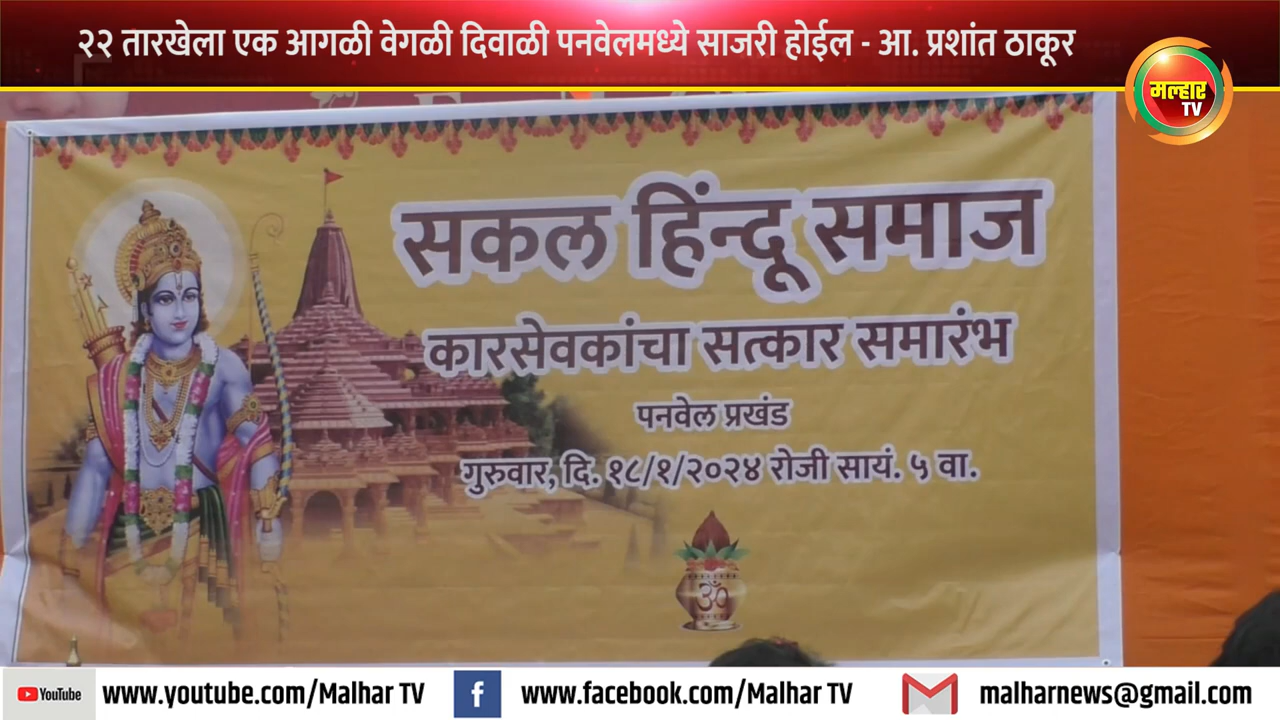 २२ तारखेला एक आगळी वेगळी दिवाळी पनवेलमध्ये साजरी होईल - आ. प्रशांत ठाकूर
मल्हार
TV
सकल हिंन्दू समाज
कारसेवकांचा सत्कार समारंभ
पनवेल प्रखंड
गुरुवार, दि. १८/१/२०२४ रोजी सायं. ५ वा.
ॐ
YouTube www.youtube.com/Malhar TV f www.facebook.com/Malhar TV malharnews@gmail.com